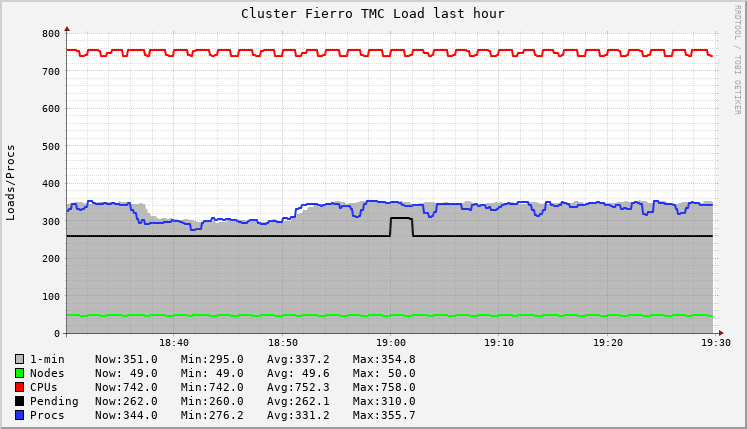 Cluster Fierro TMC Load last hour
RRDTOOL / TOBI OETIKER
Loads/Procs
800
700
600
500
400
300
200
100
0
18:40 18:50 19:00 19:10 19:20 19:30
1-min Now:351.0 Min:295.0 Avg:337.2 Max:354.8
Nodes Now: 49.0 Min: 49.0 Avg: 49.6 Max: 50.0
CPUs Now:742.0 Min:742.0 Avg:752.3 Max:758.0
Pending Now:262.0 Min:260.0 Avg:262.1 Max:310.0
Procs Now:344.0 Min:276.2 Avg:331.2 Max:355.7